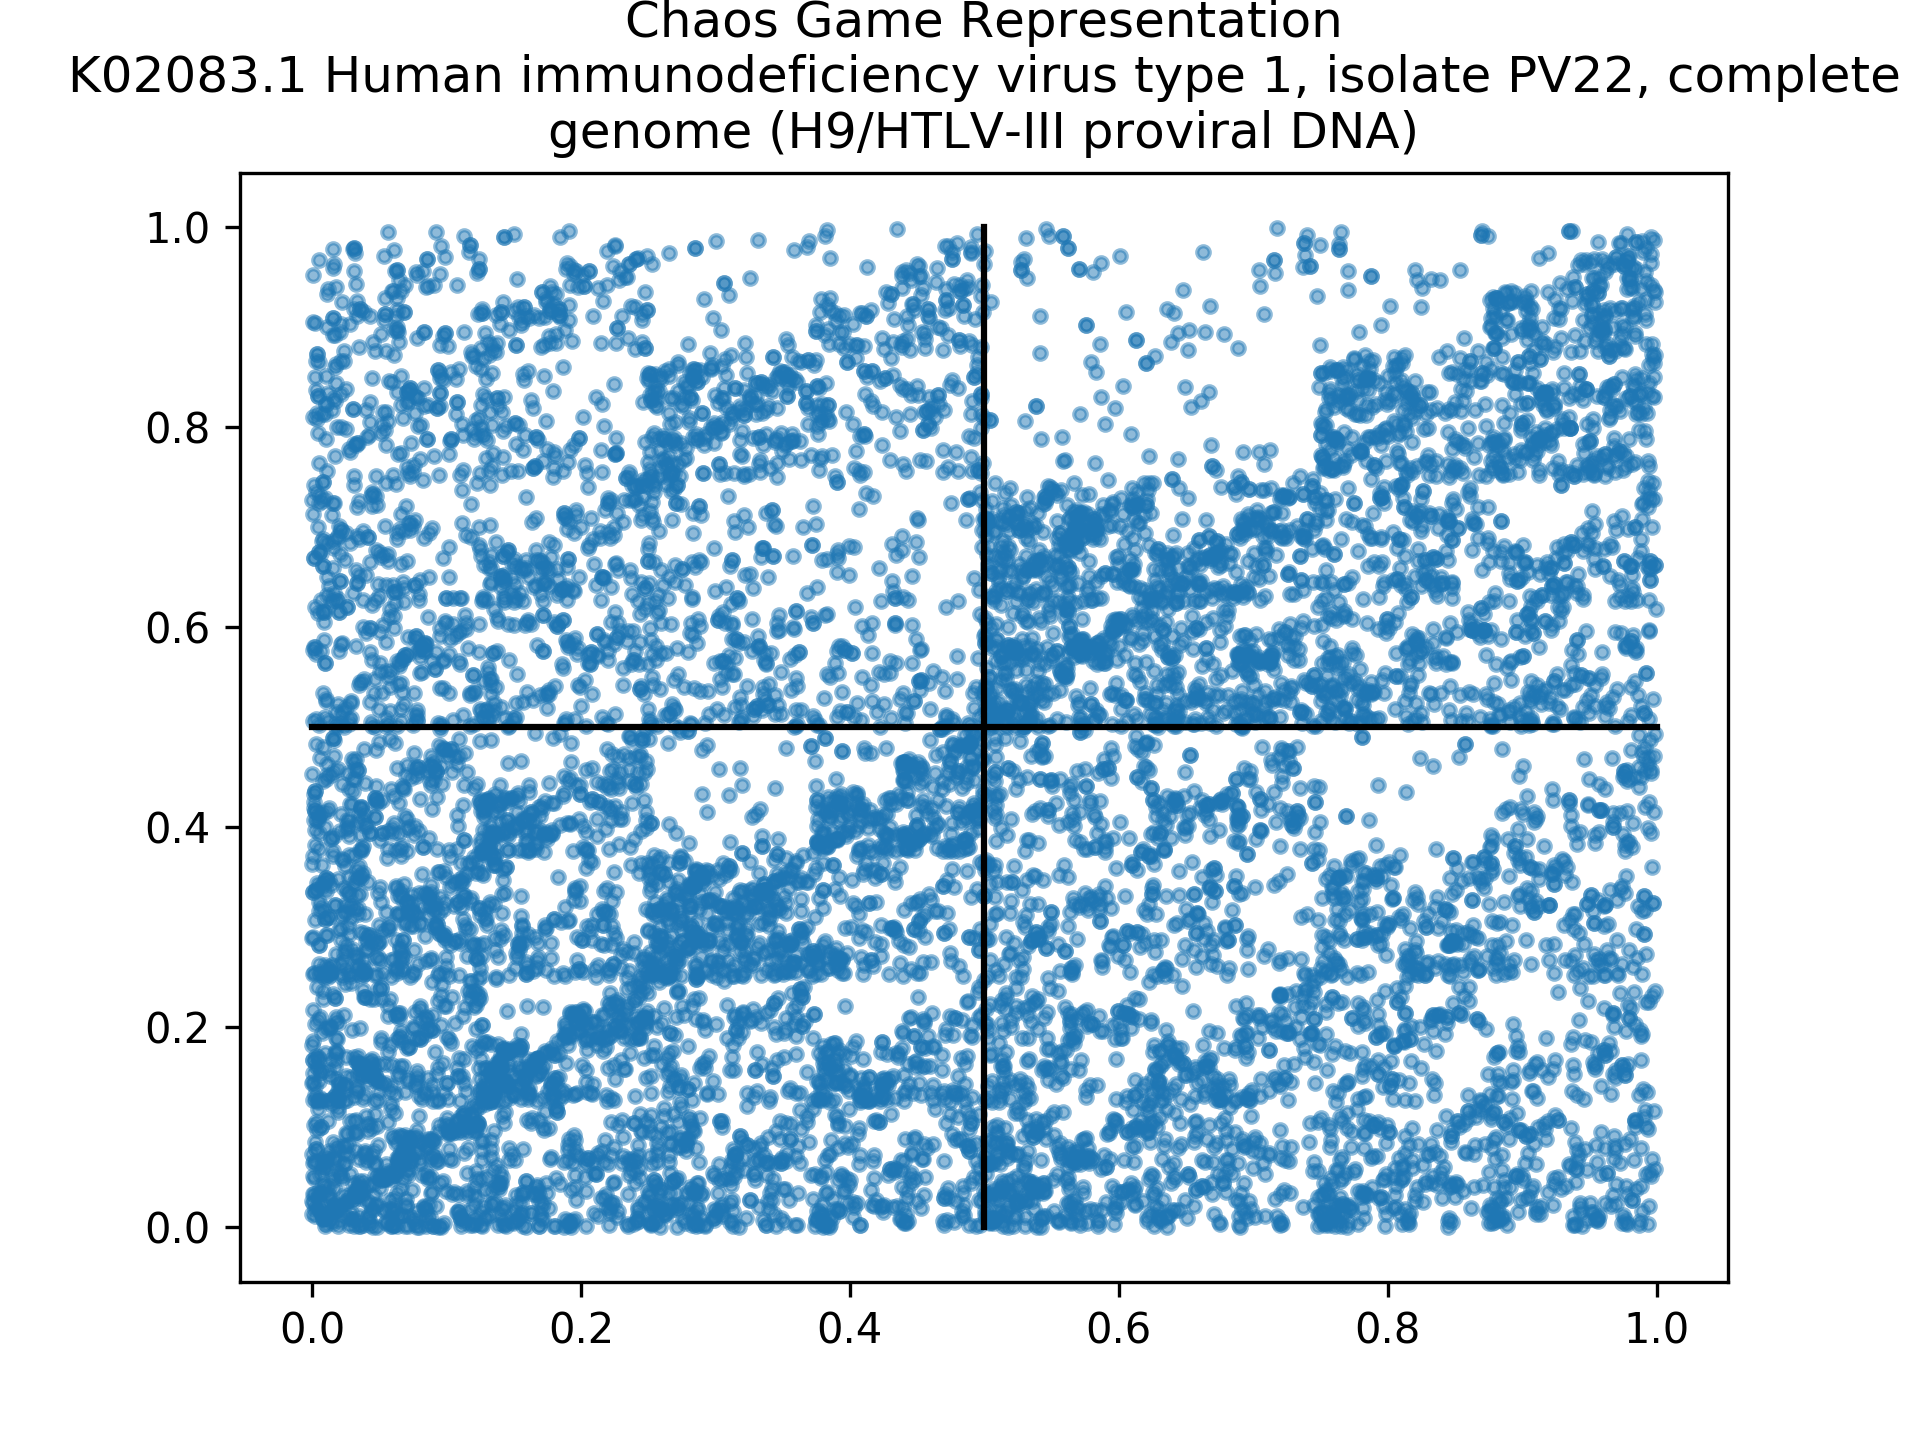 Chaos Game Representation
K02083.1 Human immunodeficiency virus type 1, isolate PV22, complete
genome (H9/HTLV-III proviral DNA)
1.0
0.8
0.6
0.4
0.2
0.0
0.0 0.2 0.4 0.6 0.8 1.0